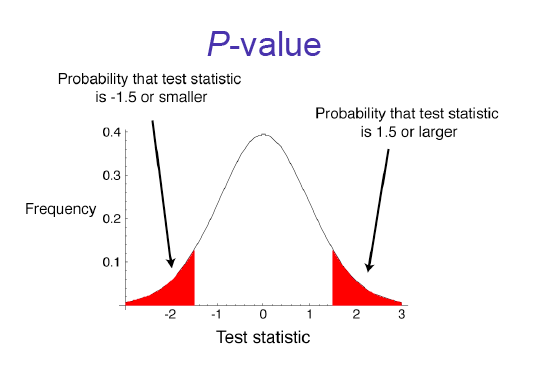 P-value
Probability that test statistic
is -1.5 or smaller
Probability that test statistic
is 1.5 or larger
0.4
0.3
Frequency
0.2
0.1
-2 -1 0 1 2 3
Test statistic